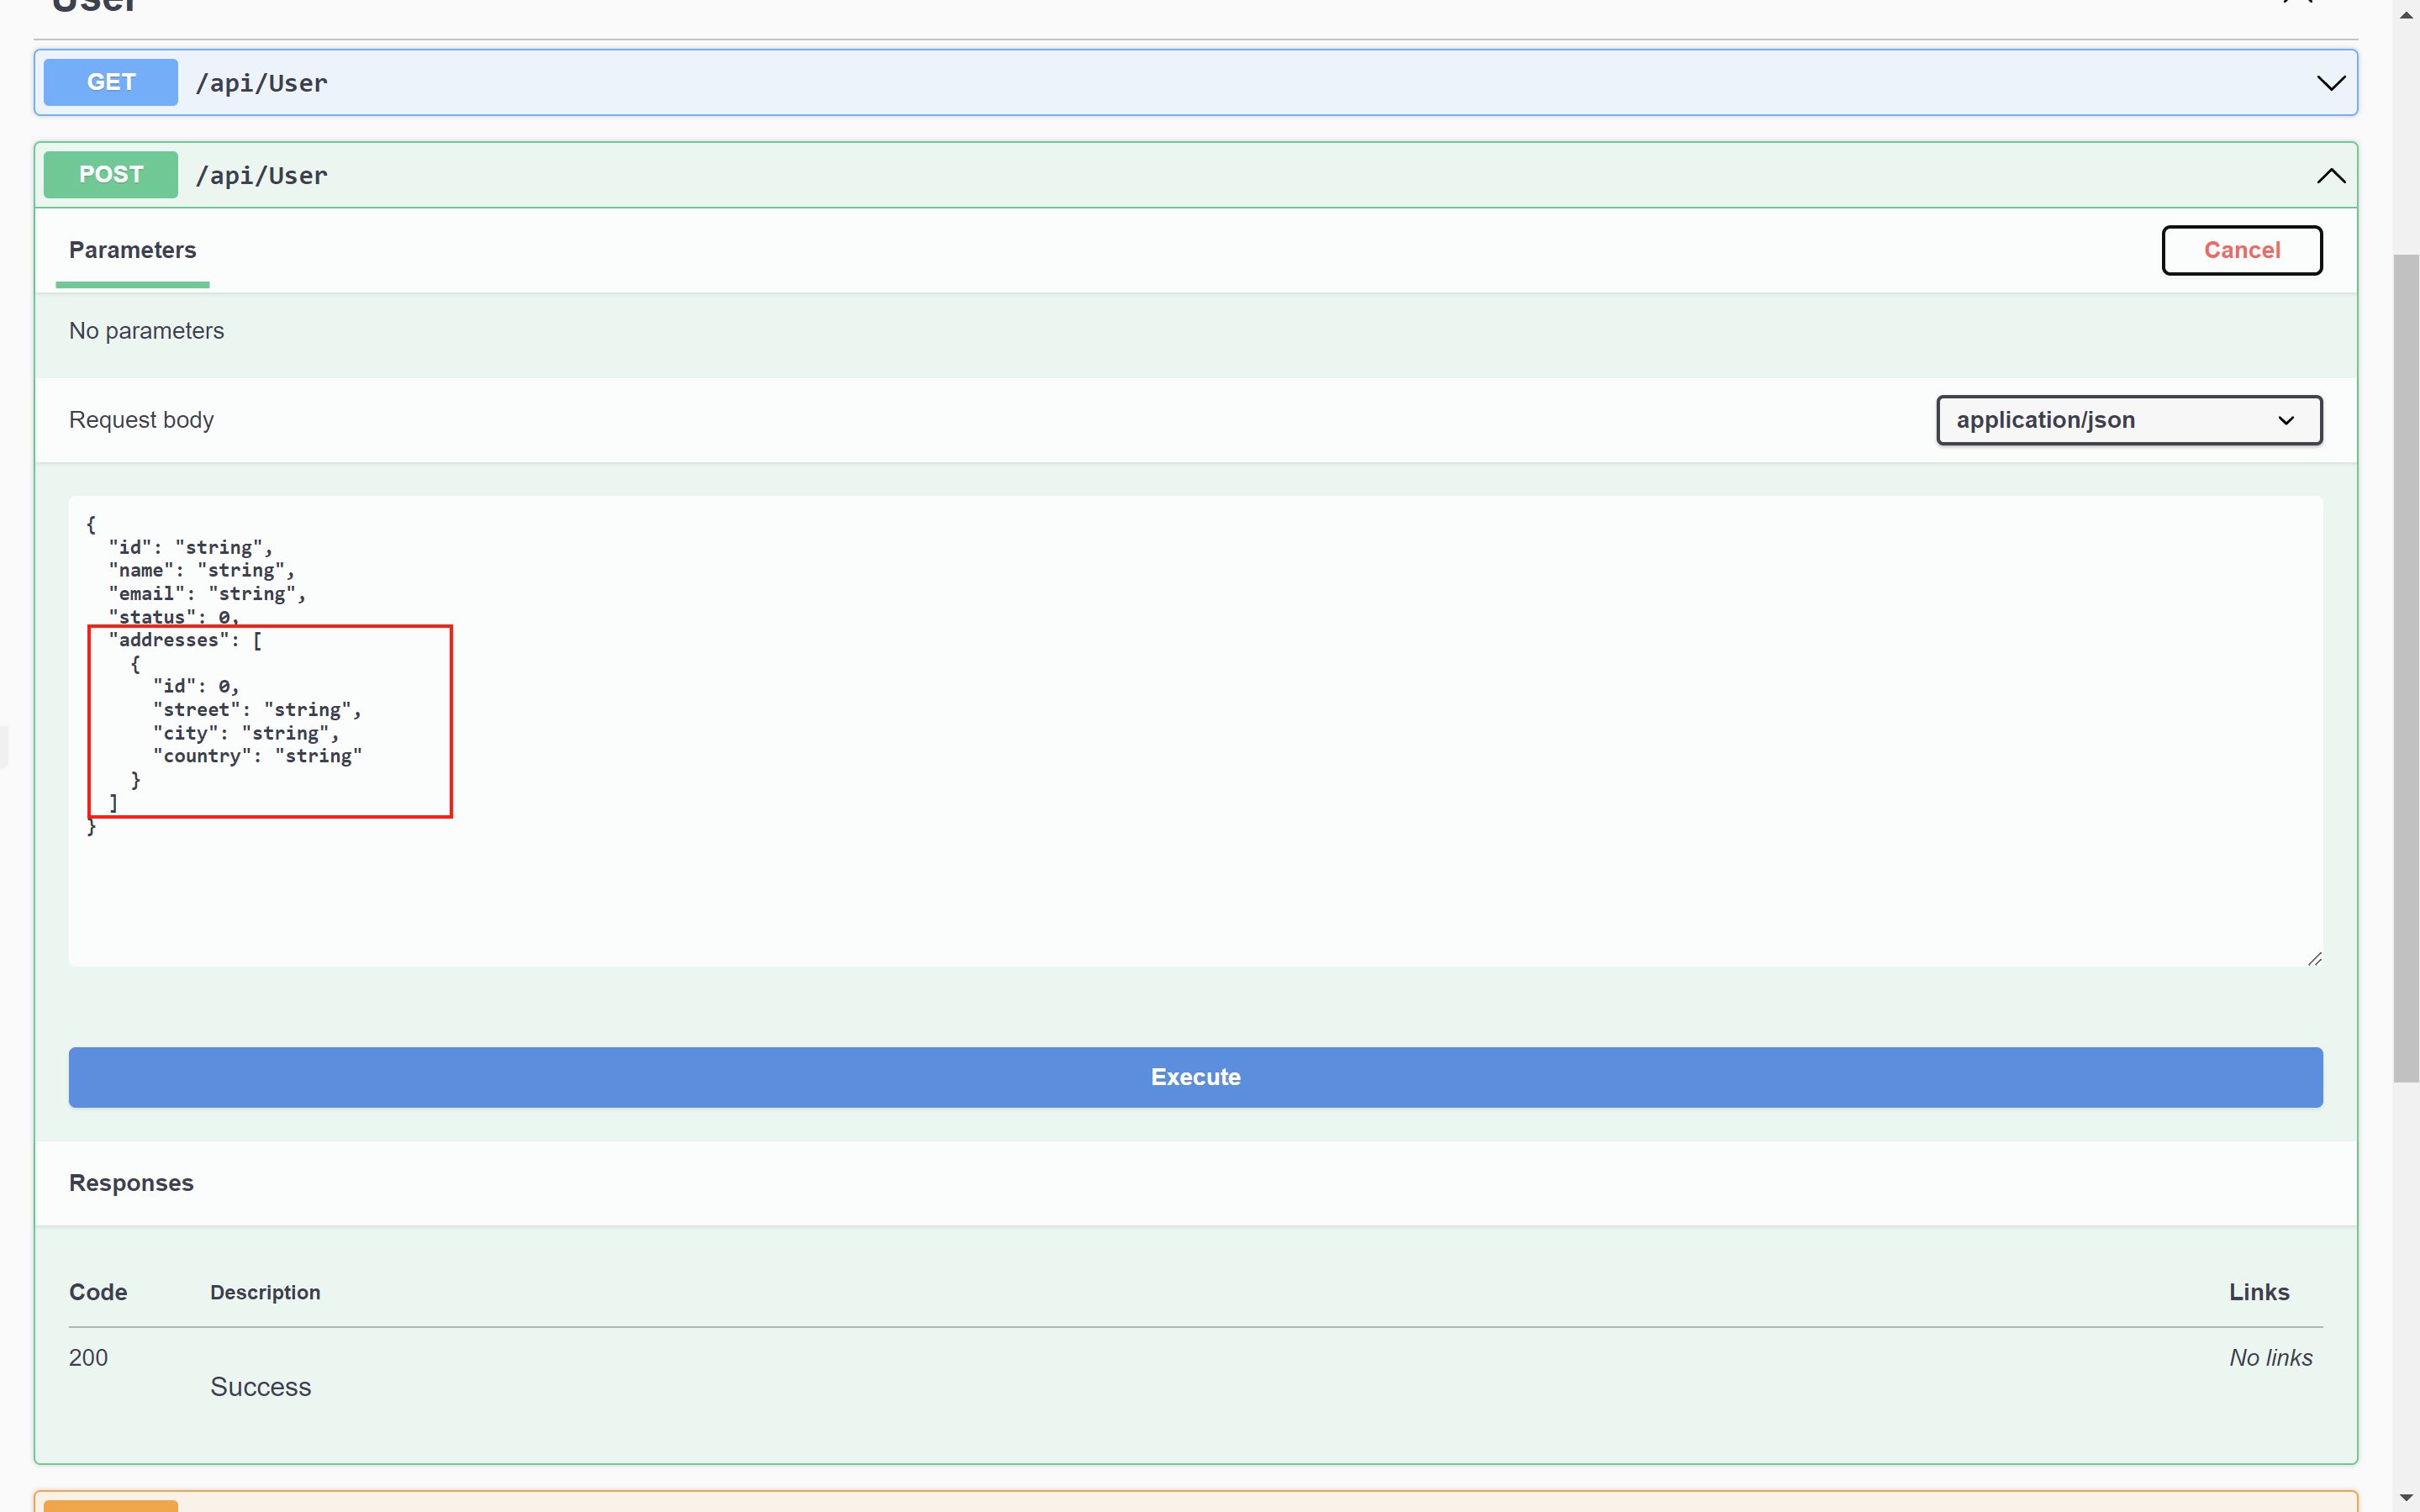 User
GET /api/User
POST /api/User
Parameters
Cancel
No parameters
Request body
application/json
{
  "id": "string",
  "name": "string",
  "email": "string",
  "status": 0,
  "addresses": [
    {
      "id": 0,
      "street": "string",
      "city": "string",
      "country": "string"
    }
  ]
}
Execute
Responses
Code Description Links
200 Success No links